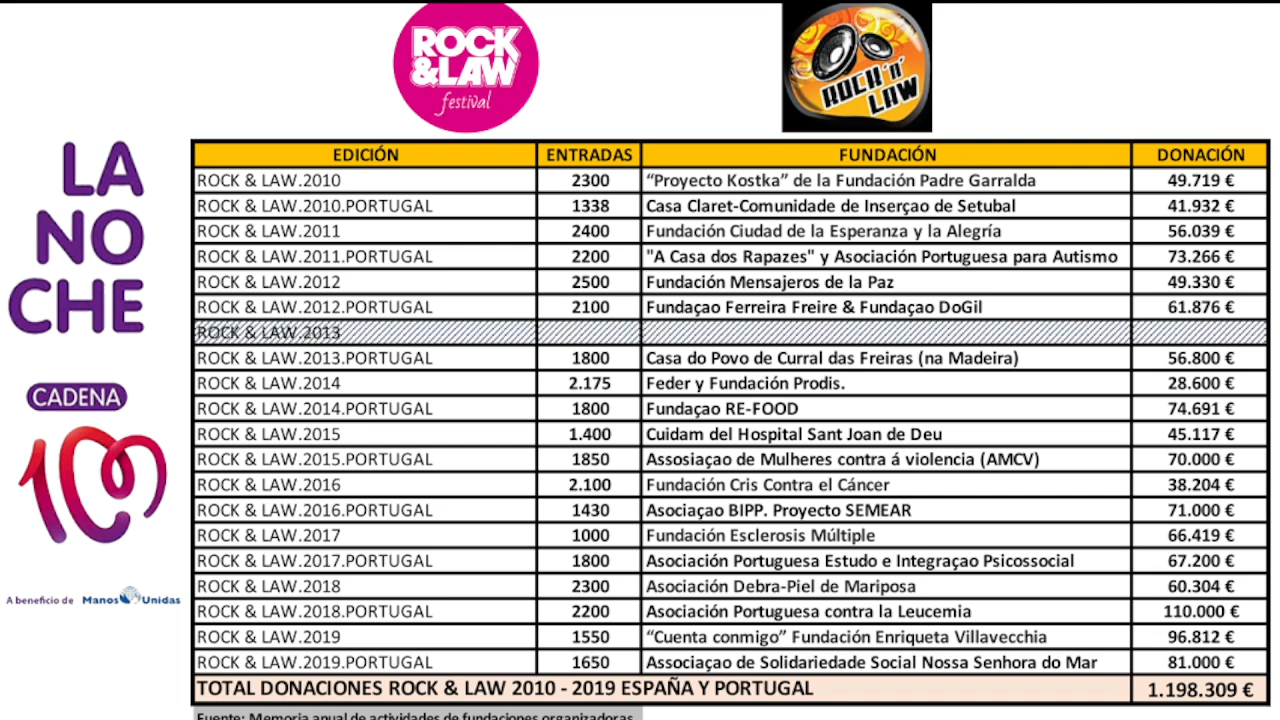 ROCK
&LAW
festival
ROCK 'n'
LAW
LA
NO
CHE
CADENA
100
A beneficio de Manos Unidas
EDICIÓN ENTRADAS FUNDACIÓN DONACIÓN
ROCK & LAW.2010 2300 “Proyecto Kostka” de la Fundación Padre Garralda 49.719 €
ROCK & LAW.2010.PORTUGAL 1338 Casa Claret-Comunidade de Inserçao de Setubal 41.932 €
ROCK & LAW.2011 2400 Fundación Ciudad de la Esperanza y la Alegría 56.039 €
ROCK & LAW.2011.PORTUGAL 2200 "A Casa dos Rapazes" y Asociación Portuguesa para Autismo 73.266 €
ROCK & LAW.2012 2500 Fundación Mensajeros de la Paz 49.330 €
ROCK & LAW.2012.PORTUGAL 2100 Fundaçao Ferreira Freire & Fundaçao DoGil 61.876 €
ROCK & LAW.2013
ROCK & LAW.2013.PORTUGAL 1800 Casa do Povo de Curral das Freiras (na Madeira) 56.800 €
ROCK & LAW.2014 2.175 Feder y Fundación Prodis. 28.600 €
ROCK & LAW.2014.PORTUGAL 1800 Fundaçao RE-FOOD 74.691 €
ROCK & LAW.2015 1.400 Cuidam del Hospital Sant Joan de Deu 45.117 €
ROCK & LAW.2015.PORTUGAL 1850 Assosiaçao de Mulheres contra á violencia (AMCV) 70.000 €
ROCK & LAW.2016 2.100 Fundación Cris Contra el Cáncer 38.204 €
ROCK & LAW.2016.PORTUGAL 1430 Asociaçao BIPP. Proyecto SEMEAR 71.000 €
ROCK & LAW.2017 1000 Fundación Esclerosis Múltiple 66.419 €
ROCK & LAW.2017.PORTUGAL 1800 Asociación Portuguesa Estudo e Integraçao Psicossocial 67.200 €
ROCK & LAW.2018 2300 Asociación Debra-Piel de Mariposa 60.304 €
ROCK & LAW.2018.PORTUGAL 2200 Asociación Portuguesa contra la Leucemia 110.000 €
ROCK & LAW.2019 1550 “Cuenta conmigo” Fundación Enriqueta Villavecchia 96.812 €
ROCK & LAW.2019.PORTUGAL 1650 Associaçao de Solidariedade Social Nossa Senhora do Mar 81.000 €
TOTAL DONACIONES ROCK & LAW 2010 - 2019 ESPAÑA Y PORTUGAL 1.198.309 €
Fuente: Memoria anual de actividades de fundaciones organizadoras.